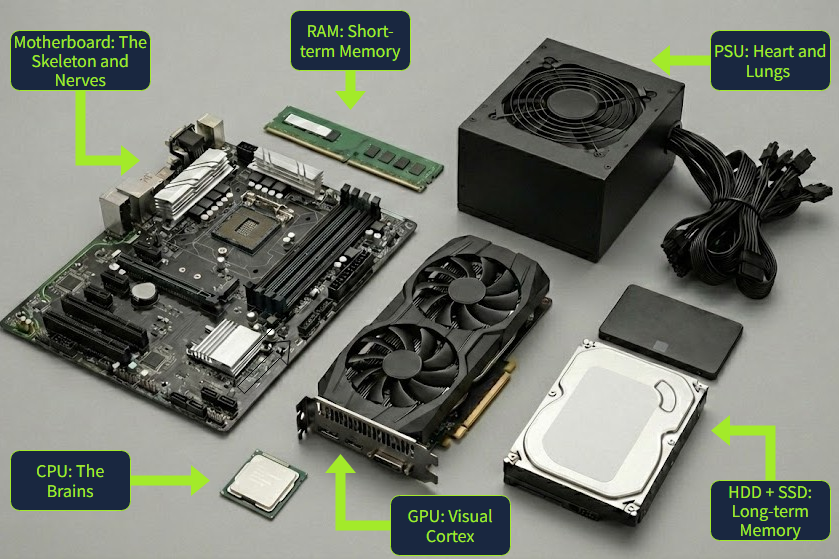 Motherboard: The
Skeleton and
Nerves
RAM: Short-
term Memory
PSU: Heart and
Lungs
CPU: The
Brains
GPU: Visual
Cortex
HDD + SSD:
Long-term
Memory